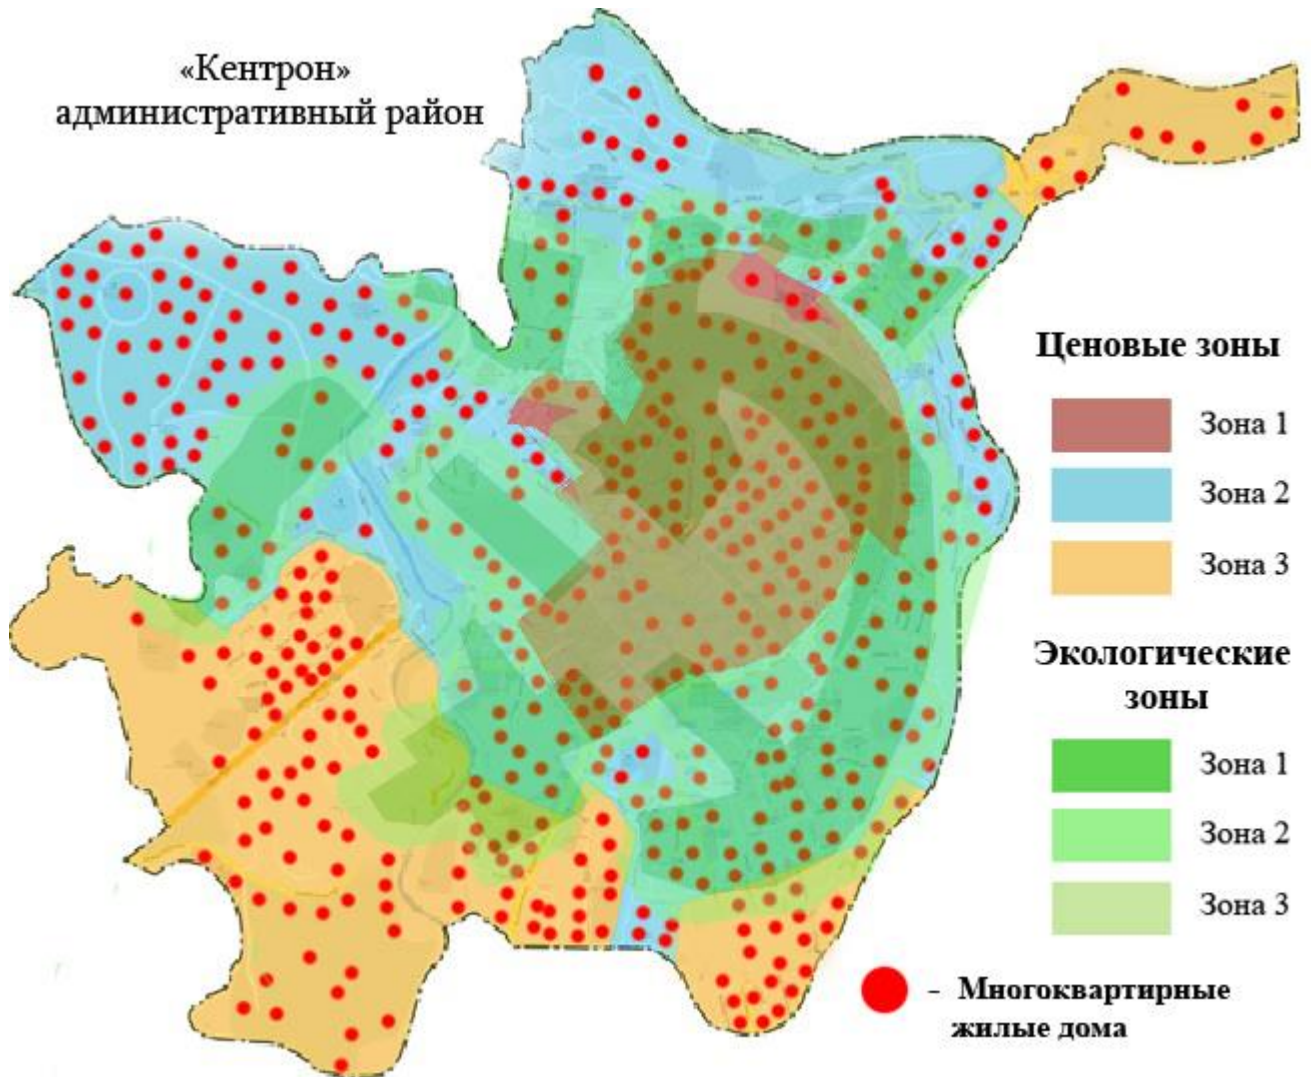 «Кентрон»
административный район
Ценовые зоны
Зона 1
Зона 2
Зона 3
Экологические
зоны
Зона 1
Зона 2
Зона 3
- Многоквартирные
жилые дома